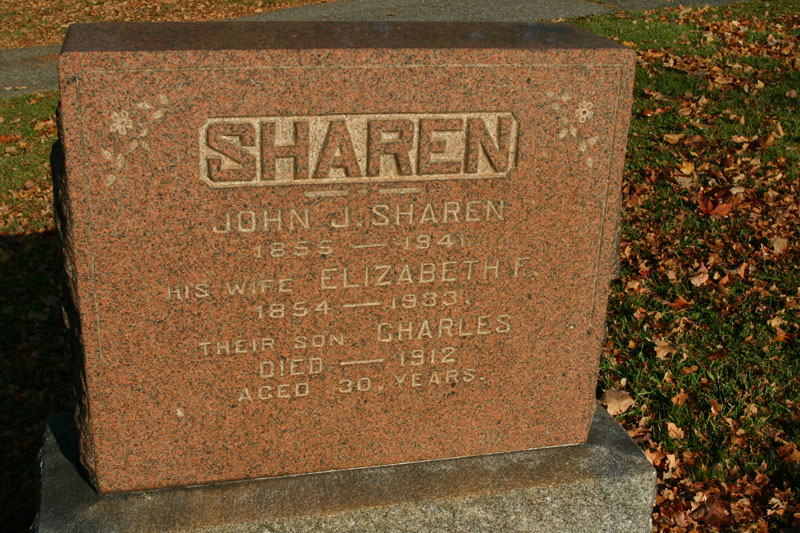 SHAREN
JOHN J. SHAREN
1855 — 1941
HIS WIFE ELIZABETH F.
1854 — 1933.
THEIR SON CHARLES
DIED — 1912
AGED 30, YEARS.